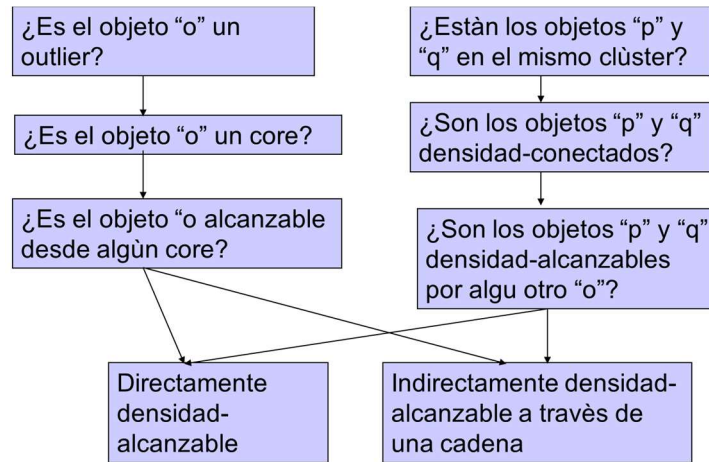 ¿Es el objeto “o” un
outlier?
¿Es el objeto “o” un core?
¿Es el objeto “o alcanzable
desde algùn core?
¿Estàn los objetos “p” y
“q” en el mismo clùster?
¿Son los objetos “p” y “q”
densidad-conectados?
¿Son los objetos “p” y “q”
densidad-alcanzables
por algu otro “o”?
Directamente
densidad-
alcanzable
Indirectamente densidad-
alcanzable a travès de
una cadena